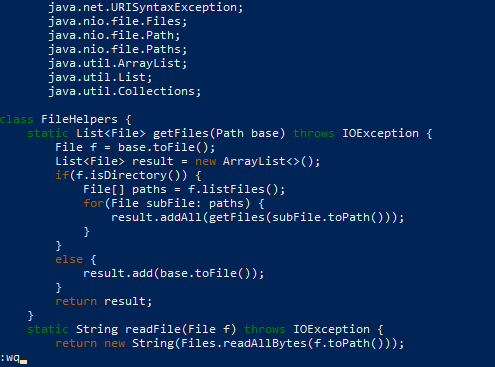 java.net.URISyntaxException;
java.nio.file.Files;
java.nio.file.Path;
java.nio.file.Paths;
java.util.ArrayList;
java.util.List;
java.util.Collections;
class FileHelpers {
static List<File> getFiles(Path base) throws IOException {
File f = base.toFile();
List<File> result = new ArrayList<>();
if(f.isDirectory()) {
File[] paths = f.listFiles();
for(File subFile: paths) {
result.addAll(getFiles(subFile.toPath()));
}
}
else {
result.add(base.toFile());
}
return result;
}
static String readFile(File f) throws IOException {
return new String(Files.readAllBytes(f.toPath()));
:wq